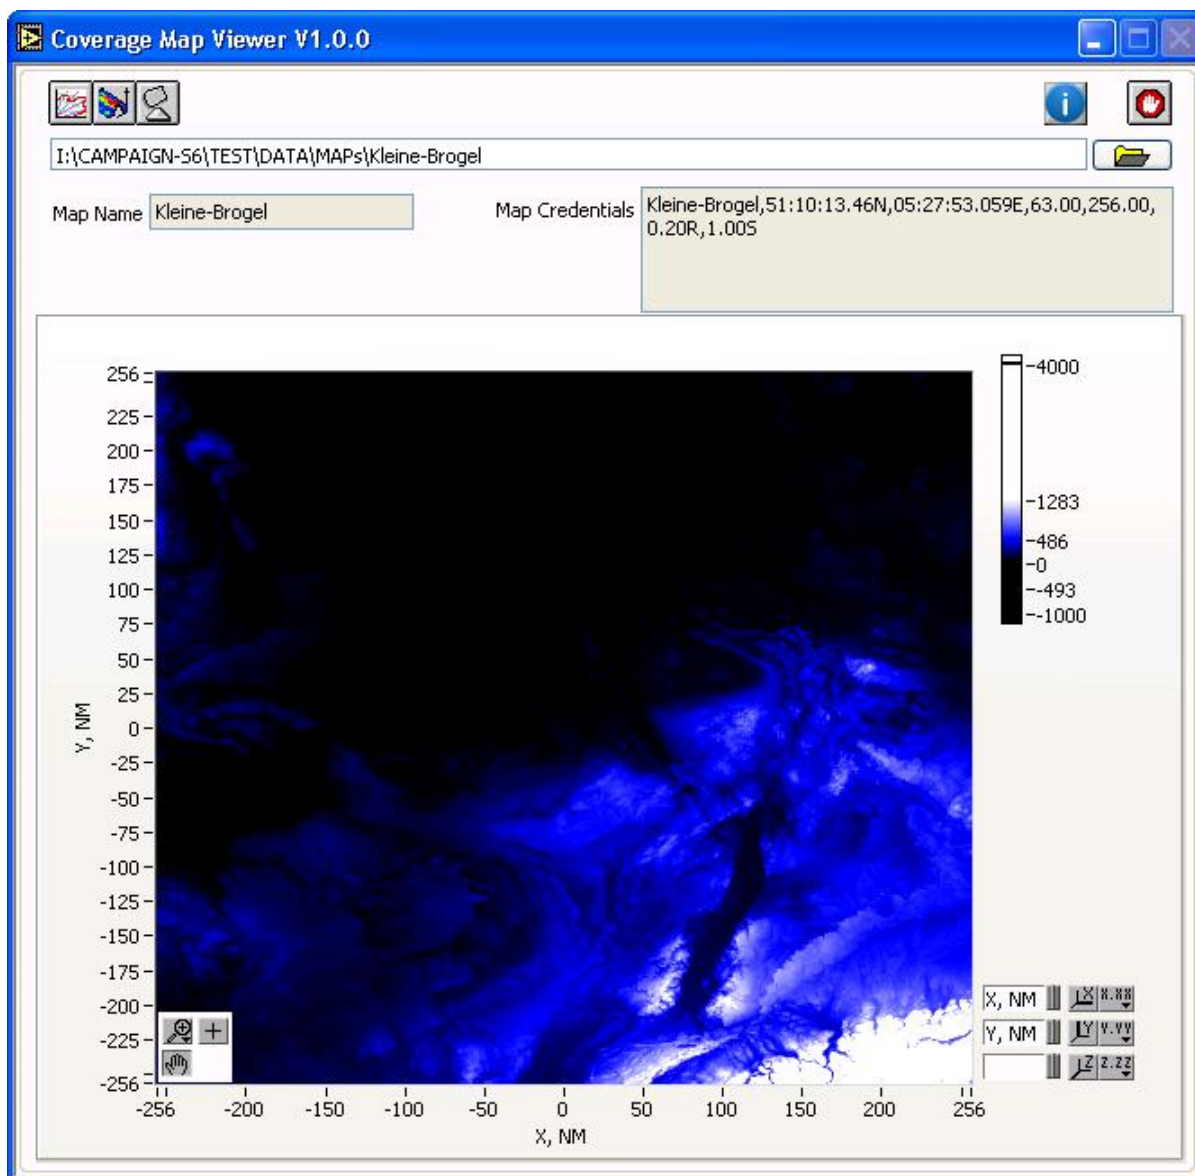 Coverage Map Viewer V1.0.0
I:\CAMPAIGN-S6\TEST\DATA\MAPs\Kleine-Brogel
Map Name Kleine-Brogel
Map Credentials Kleine-Brogel,51:10:13.46N,05:27:53.059E,63.00,256.00,
0.20R,1.00S
256
225
200
175
150
125
100
75
50
25
0
-25
-50
-75
-100
-125
-150
-175
-200
-225
-256
Y, NM
-256 -200 -150 -100 -50 0 50 100 150 200 256
X, NM
4000
1283
486
0
-493
-1000
X, NM X X.XX
Y, NM Y Y.YY
Z Z.ZZ